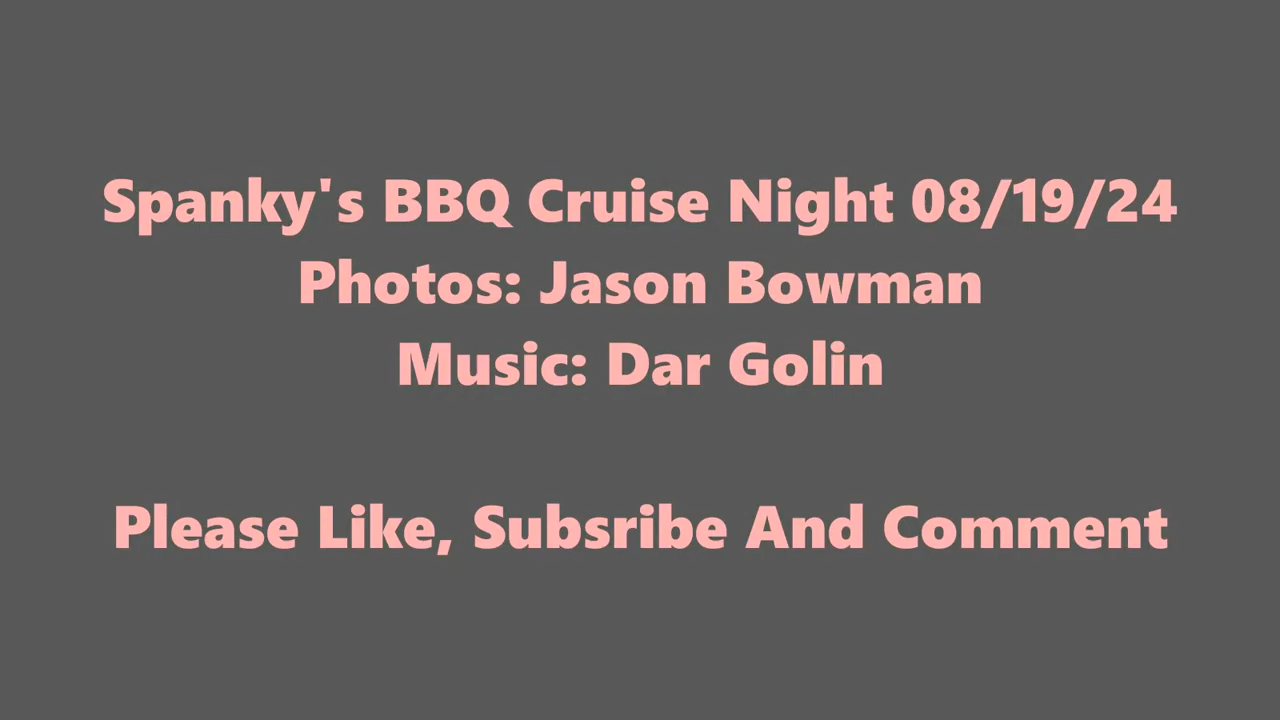 Spanky's BBQ Cruise Night 08/19/24
Photos: Jason Bowman
Music: Dar Golin
Please Like, Subsribe And Comment